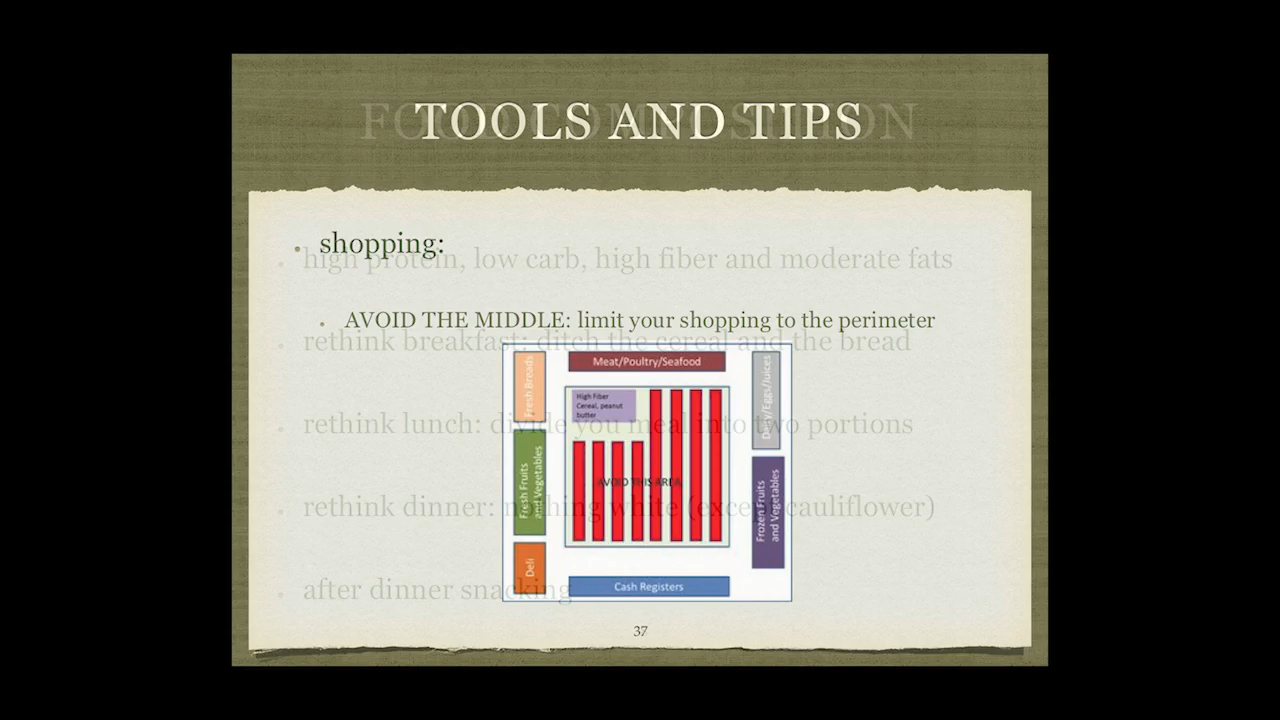 TOOLS AND TIPS
FOOD COMPOSITION
• shopping:
• high protein, low carb, high fiber and moderate fats
• AVOID THE MIDDLE: limit your shopping to the perimeter
• rethink breakfast: ditch the cereal and the bread
Meat/Poultry/Seafood
Fresh Breads
Dairy/Eggs/Juices
High Fiber
Cereal, peanut
butter
• rethink lunch: divide you meal into two portions
Fresh Fruits
and Vegetables
AVOID THIS AREA
Frozen Fruits
and Vegetables
• rethink dinner: nothing white (except cauliflower)
Deli
Cash Registers
• after dinner snacking
37